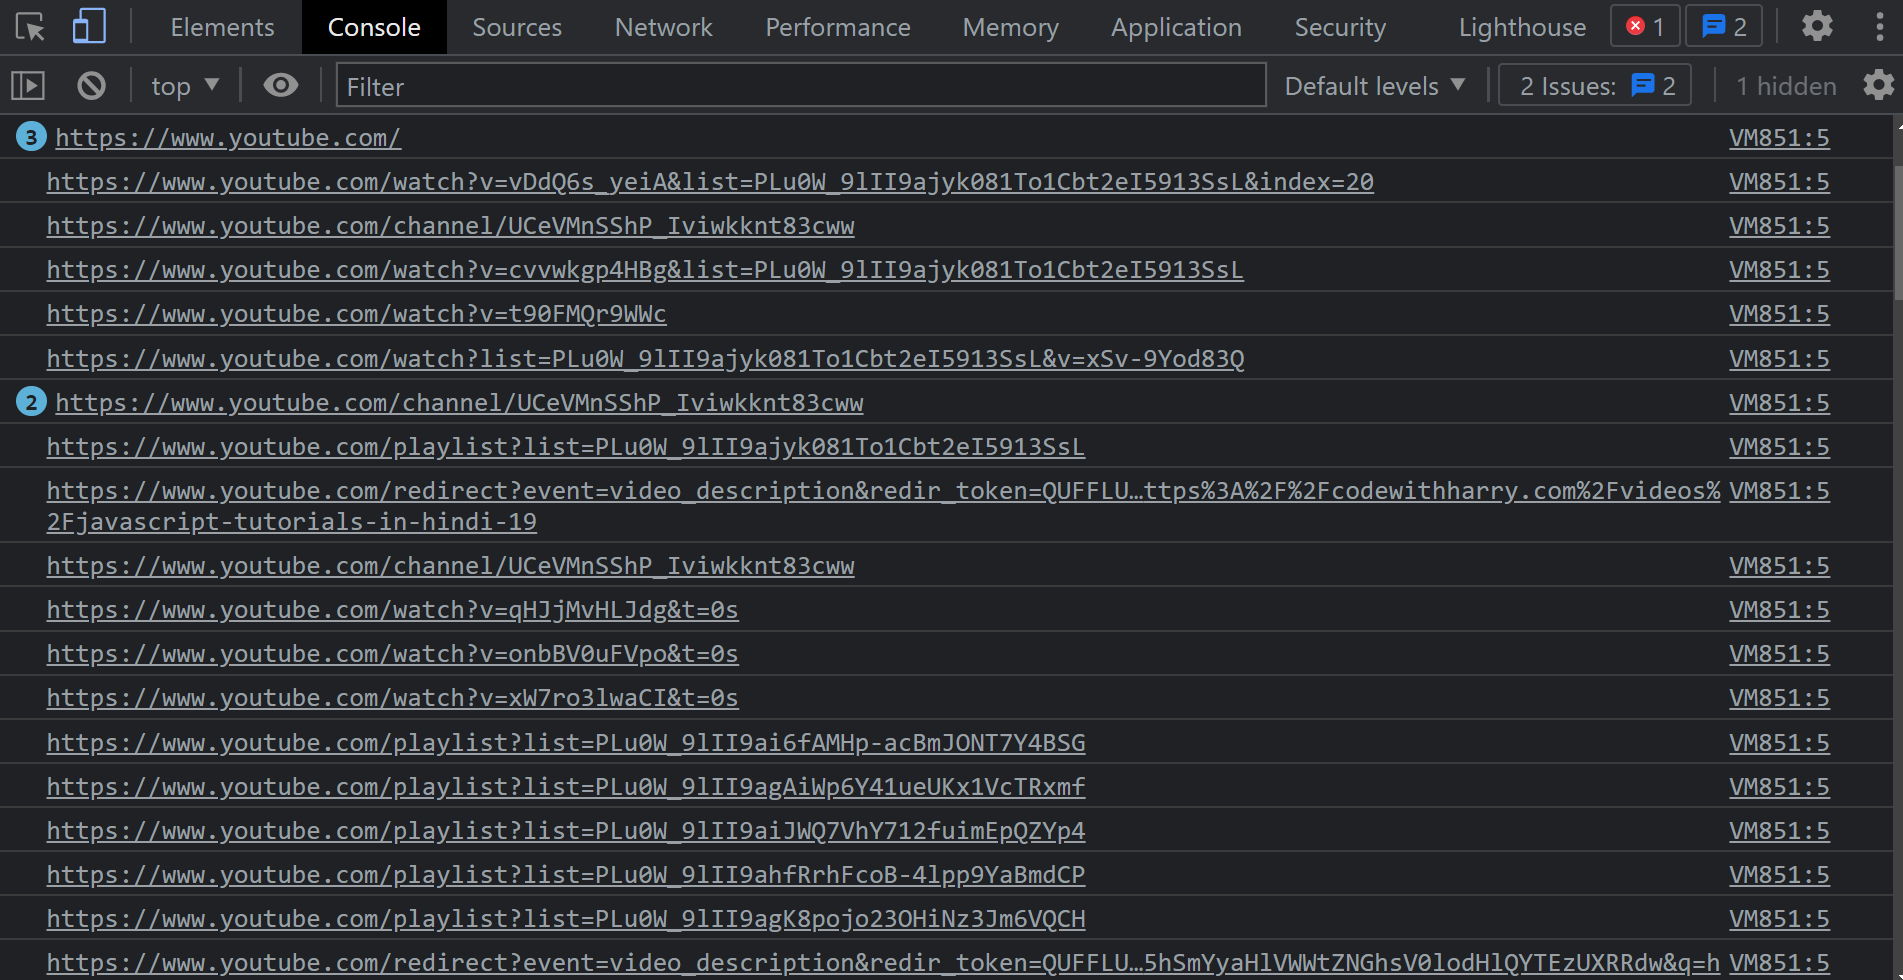 Elements Console Sources Network Performance Memory Application Security Lighthouse 1 2
top Filter Default levels 2 Issues: 2 1 hidden
3 https://www.youtube.com/ VM851:5
https://www.youtube.com/watch?v=vDdQ6s_yeiA&list=PLu0W_9lII9ajyk081To1Cbt2eI5913SsL&index=20 VM851:5
https://www.youtube.com/channel/UCeVMnSShP_Iviwkknt83cww VM851:5
https://www.youtube.com/watch?v=cvvwkgp4HBg&list=PLu0W_9lII9ajyk081To1Cbt2eI5913SsL VM851:5
https://www.youtube.com/watch?v=t90FMQr9WWc VM851:5
https://www.youtube.com/watch?list=PLu0W_9lII9ajyk081To1Cbt2eI5913SsL&v=xSv-9Yod83Q VM851:5
2 https://www.youtube.com/channel/UCeVMnSShP_Iviwkknt83cww VM851:5
https://www.youtube.com/playlist?list=PLu0W_9lII9ajyk081To1Cbt2eI5913SsL VM851:5
https://www.youtube.com/redirect?event=video_description&redir_token=QUFFLU…ttps%3A%2F%2Fcodewithharry.com%2Fvideos% VM851:5
2Fjavascript-tutorials-in-hindi-19
https://www.youtube.com/channel/UCeVMnSShP_Iviwkknt83cww VM851:5
https://www.youtube.com/watch?v=qHJjMvHLJdg&t=0s VM851:5
https://www.youtube.com/watch?v=onbBV0uFVpo&t=0s VM851:5
https://www.youtube.com/watch?v=xW7ro3lwaCI&t=0s VM851:5
https://www.youtube.com/playlist?list=PLu0W_9lII9ai6fAMHp-acBmJONT7Y4BSG VM851:5
https://www.youtube.com/playlist?list=PLu0W_9lII9agAiWp6Y41ueUKx1VcTRxmf VM851:5
https://www.youtube.com/playlist?list=PLu0W_9lII9aiJWQ7VhY712fuimEpQZYp4 VM851:5
https://www.youtube.com/playlist?list=PLu0W_9lII9ahfRrhFcoB-4lpp9YaBmdCP VM851:5
https://www.youtube.com/playlist?list=PLu0W_9lII9agK8pojo23OHiNz3Jm6VQCH VM851:5
https://www.youtube.com/redirect?event=video_description&redir_token=QUFFLU…5hSmYyaHlVWWtZNGhsV0lodHlQYTEzUXRRdw&q=h VM851:5